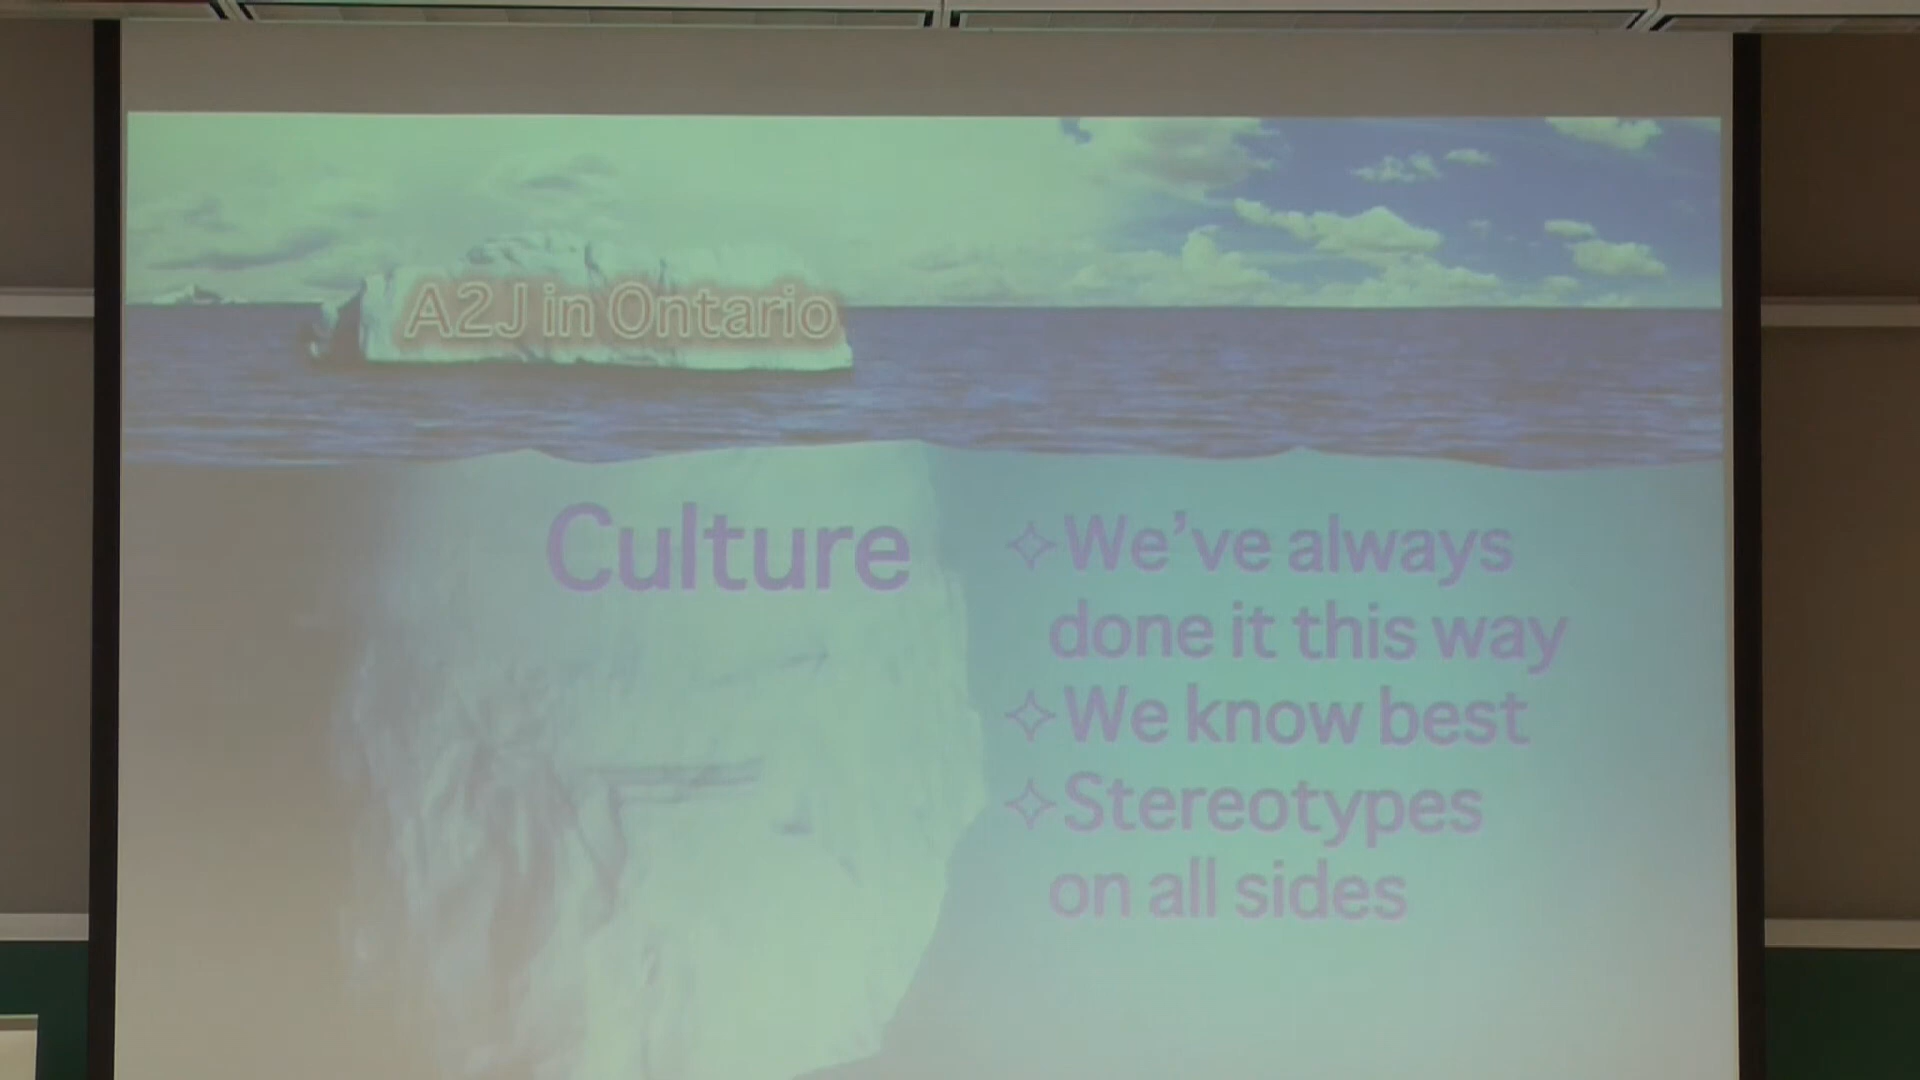 A2J in Ontario
Culture
✧We've always
done it this way
✧We know best
✧Stereotypes
on all sides